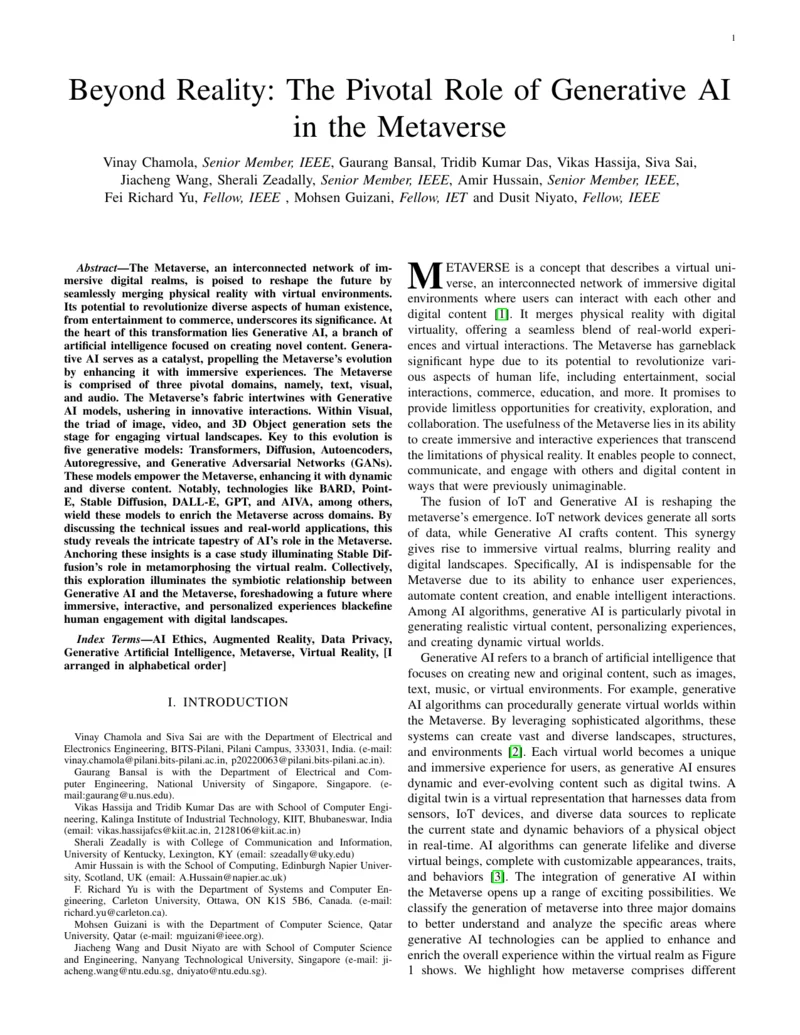 1
Beyond Reality: The Pivotal Role of Generative AI
in the Metaverse
Vinay Chamola, Senior Member, IEEE, Gaurang Bansal, Tridib Kumar Das, Vikas Hassija, Siva Sai,
Jiacheng Wang, Sherali Zeadally, Senior Member, IEEE, Amir Hussain, Senior Member, IEEE,
Fei Richard Yu, Fellow, IEEE , Mohsen Guizani, Fellow, IET and Dusit Niyato, Fellow, IEEE
Abstract—The Metaverse, an interconnected network of im-
mersive digital realms, is poised to reshape the future by
seamlessly merging physical reality with virtual environments.
Its potential to revolutionize diverse aspects of human existence,
from entertainment to commerce, underscores its significance. At
the heart of this transformation lies Generative AI, a branch of
artificial intelligence focused on creating novel content. Genera-
tive AI serves as a catalyst, propelling the Metaverse's evolution
by enhancing it with immersive experiences. The Metaverse
is comprised of three pivotal domains, namely, text, visual,
and audio. The Metaverse's fabric intertwines with Generative
AI models, ushering in innovative interactions. Within Visual,
the triad of image, video, and 3D Object generation sets the
stage for engaging virtual landscapes. Key to this evolution is
five generative models: Transformers, Diffusion, Autoencoders,
Autoregressive, and Generative Adversarial Networks (GANs).
These models empower the Metaverse, enhancing it with dynamic
and diverse content. Notably, technologies like BARD, Point-
E, Stable Diffusion, DALL-E, GPT, and AIVA, among others,
wield these models to enrich the Metaverse across domains. By
discussing the technical issues and real-world applications, this
study reveals the intricate tapestry of AI's role in the Metaverse.
Anchoring these insights is a case study illuminating Stable Dif-
fusion's role in metamorphosing the virtual realm. Collectively,
this exploration illuminates the symbiotic relationship between
Generative AI and the Metaverse, foreshadowing a future where
immersive, interactive, and personalized experiences blackefine
human engagement with digital landscapes.
Index Terms—AI Ethics, Augmented Reality, Data Privacy,
Generative Artificial Intelligence, Metaverse, Virtual Reality, [I
arranged in alphabetical order]
I. INTRODUCTION
Vinay Chamola and Siva Sai are with the Department of Electrical and
Electronics Engineering, BITS-Pilani, Pilani Campus, 333031, India. (e-mail:
vinay.chamola@pilani.bits-pilani.ac.in, p20220063@pilani.bits-pilani.ac.in).
Gaurang Bansal is with the Department of Electrical and Com-
puter Engineering, National University of Singapore, Singapore. (e-
mail:gaurang@u.nus.edu).
Vikas Hassija and Tridib Kumar Das are with School of Computer Engi-
neering, Kalinga Institute of Industrial Technology, KIIT, Bhubaneswar, India
(email: vikas.hassijafcs@kiit.ac.in, 2128106@kiit.ac.in)
Sherali Zeadally is with College of Communication and Information,
University of Kentucky, Lexington, KY (email: szeadally@uky.edu)
Amir Hussain is with the School of Computing, Edinburgh Napier Univer-
sity, Scotland, UK (email: A.Hussain@napier.ac.uk)
F. Richard Yu is with the Department of Systems and Computer En-
gineering, Carleton University, Ottawa, ON K1S 5B6, Canada. (e-mail:
richard.yu@carleton.ca).
Mohsen Guizani is with the Department of Computer Science, Qatar
University, Qatar (e-mail: mguizani@ieee.org).
Jiacheng Wang and Dusit Niyato are with School of Computer Science
and Engineering, Nanyang Technological University, Singapore (e-mail: ji-
acheng.wang@ntu.edu.sg, dniyato@ntu.edu.sg).
METAVERSE is a concept that describes a virtual uni-
verse, an interconnected network of immersive digital
environments where users can interact with each other and
digital content [1]. It merges physical reality with digital
virtuality, offering a seamless blend of real-world experi-
ences and virtual interactions. The Metaverse has garneblack
significant hype due to its potential to revolutionize vari-
ous aspects of human life, including entertainment, social
interactions, commerce, education, and more. It promises to
provide limitless opportunities for creativity, exploration, and
collaboration. The usefulness of the Metaverse lies in its ability
to create immersive and interactive experiences that transcend
the limitations of physical reality. It enables people to connect,
communicate, and engage with others and digital content in
ways that were previously unimaginable.
The fusion of IoT and Generative AI is reshaping the
metaverse's emergence. IoT network devices generate all sorts
of data, while Generative AI crafts content. This synergy
gives rise to immersive virtual realms, blurring reality and
digital landscapes. Specifically, AI is indispensable for the
Metaverse due to its ability to enhance user experiences,
automate content creation, and enable intelligent interactions.
Among AI algorithms, generative AI is particularly pivotal in
generating realistic virtual content, personalizing experiences,
and creating dynamic virtual worlds.
Generative AI refers to a branch of artificial intelligence that
focuses on creating new and original content, such as images,
text, music, or virtual environments. For example, generative
AI algorithms can procedurally generate virtual worlds within
the Metaverse. By leveraging sophisticated algorithms, these
systems can create vast and diverse landscapes, structures,
and environments [2]. Each virtual world becomes a unique
and immersive experience for users, as generative AI ensures
dynamic and ever-evolving content such as digital twins. A
digital twin is a virtual representation that harnesses data from
sensors, IoT devices, and diverse data sources to replicate
the current state and dynamic behaviors of a physical object
in real-time. AI algorithms can generate lifelike and diverse
virtual beings, complete with customizable appearances, traits,
and behaviors [3]. The integration of generative AI within
the Metaverse opens up a range of exciting possibilities. We
classify the generation of metaverse into three major domains
to better understand and analyze the specific areas where
generative AI technologies can be applied to enhance and
enrich the overall experience within the virtual realm as Figure
1 shows. We highlight how metaverse comprises different